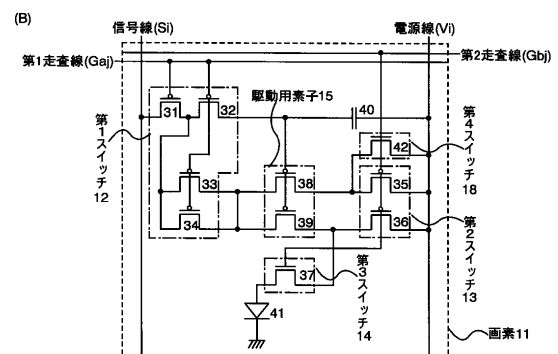 (B)
信号線(Si)
電源線(Vi)
第1走査線(Gaj)
第2走査線(Gbj)
31
32
駆動用素子15
40
第1スイッチ12
42
第4スイッチ18
33
38
35
34
39
36
第2スイッチ13
37
第3スイッチ14
41
画素11